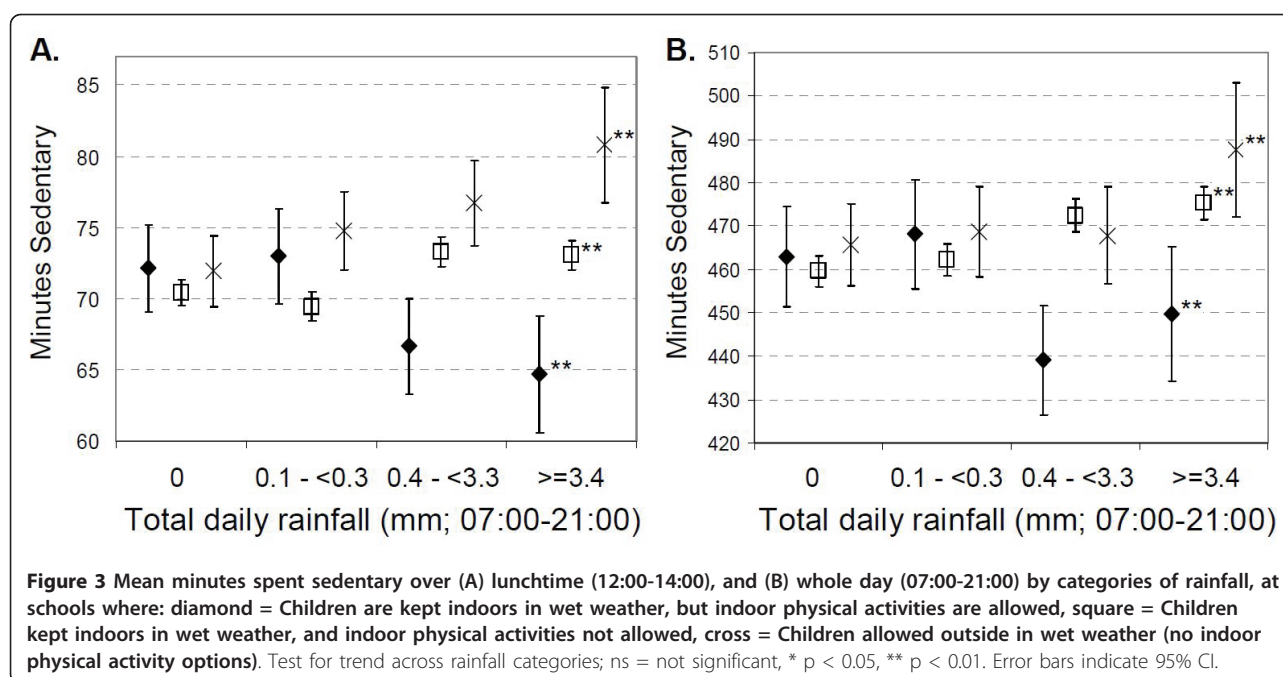 A.
85
80
75
70
65
60
Minutes Sedentary
**
**
**
0 0.1 - <0.3 0.4 - <3.3 >=3.4
Total daily rainfall (mm; 07:00-21:00)
B.
510
500
490
480
470
460
450
440
430
420
Minutes Sedentary
**
**
**
0 0.1 - <0.3 0.4 - <3.3 >=3.4
Total daily rainfall (mm; 07:00-21:00)
Figure 3 Mean minutes spent sedentary over (A) lunchtime (12:00-14:00), and (B) whole day (07:00-21:00) by categories of rainfall, at
schools where: diamond = Children are kept indoors in wet weather, but indoor physical activities are allowed, square = Children
kept indoors in wet weather, and indoor physical activities not allowed, cross = Children allowed outside in wet weather (no indoor
physical activity options). Test for trend across rainfall categories; ns = not significant, * p < 0.05, ** p < 0.01. Error bars indicate 95% CI.